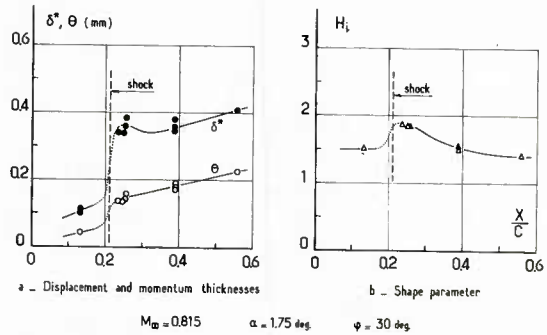 δ*, θ (mm)
0.6
shock
0.4
δ*
0.2
θ
0
0
0.2
0.4
0.6
a _ Displacement and momentum thicknesses
Hi
3
shock
2
1
X/C
0
0
0.2
0.4
0.6
b _ Shape parameter
M∞ = 0.815 α = 1.75 deg. φ = 30 deg.